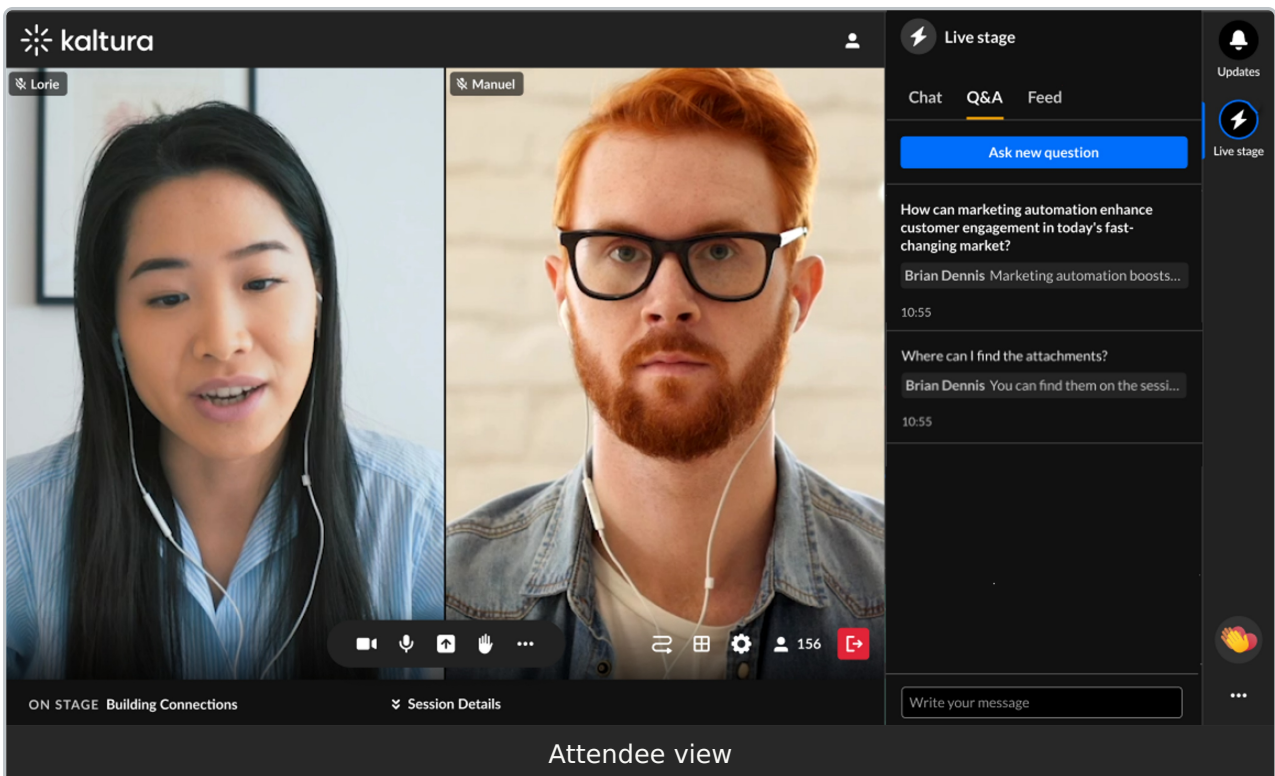 kaltura
Lorie
Manuel
156
ON STAGE Building Connections
Session Details
Live stage
Chat Q&A Feed
Ask new question
How can marketing automation enhance
customer engagement in today's fast-
changing market?
Brian Dennis Marketing automation boosts...
10:55
Where can I find the attachments?
Brian Dennis You can find them on the sessi...
10:55
Write your message
Updates
Live stage
Attendee view